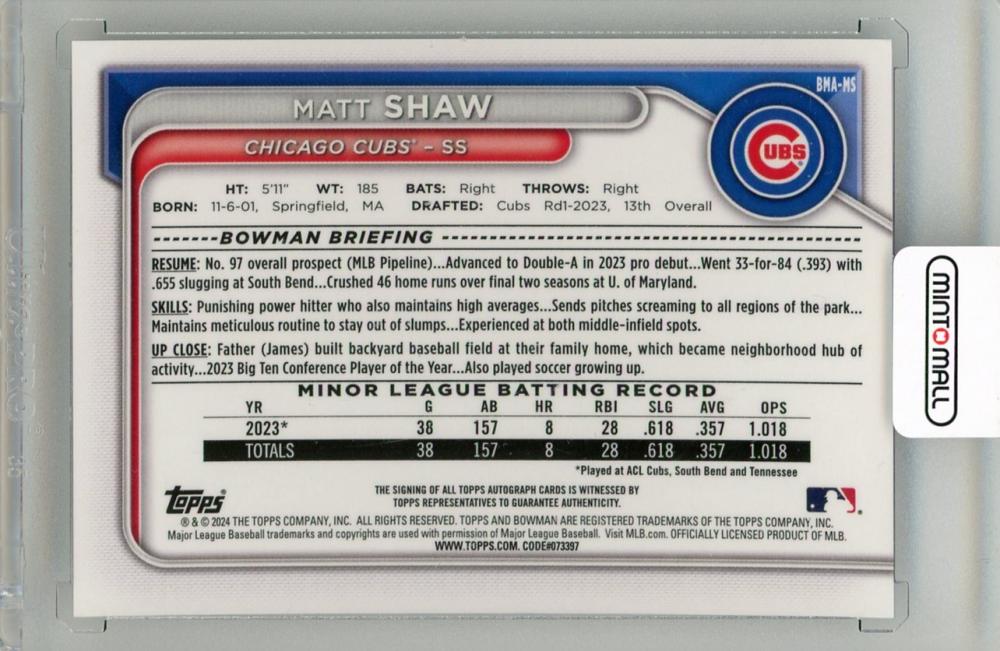 BMA-MS
MATT SHAW
CUBS
CHICAGO CUBS® – SS
HT: 5'11" WT: 185 BATS: Right THROWS: Right
BORN: 11-6-01, Springfield, MA DRAFTED: Cubs Rd1-2023, 13th Overall
BOWMAN BRIEFING
RESUME: No. 97 overall prospect (MLB Pipeline)...Advanced to Double-A in 2023 pro debut...Went 33-for-84 (.393) with
.655 slugging at South Bend...Crushed 46 home runs over final two seasons at U. of Maryland.
SKILLS: Punishing power hitter who also maintains high averages...Sends pitches screaming to all regions of the park...
Maintains meticulous routine to stay out of slumps...Experienced at both middle-infield spots.
UP CLOSE: Father (James) built backyard baseball field at their family home, which became neighborhood hub of
activity...2023 Big Ten Conference Player of the Year...Also played soccer growing up.
MINOR LEAGUE BATTING RECORD
YR G AB HR RBI SLG AVG OPS
2023* 38 157 8 28 .618 .357 1.018
TOTALS 38 157 8 28 .618 .357 1.018
*Played at ACL Cubs, South Bend and Tennessee
topps®
THE SIGNING OF ALL TOPPS AUTOGRAPH CARDS IS WITNESSED BY
TOPPS REPRESENTATIVES TO GUARANTEE AUTHENTICITY.
® & © 2024 THE TOPPS COMPANY, INC. ALL RIGHTS RESERVED. TOPPS AND BOWMAN ARE REGISTERED TRADEMARKS OF THE TOPPS COMPANY, INC.
Major League Baseball trademarks and copyrights are used with permission of Major League Baseball. Visit MLB.com. OFFICIALLY LICENSED PRODUCT OF MLB.
WWW.TOPPS.COM. CODE#073397
MINT MALL